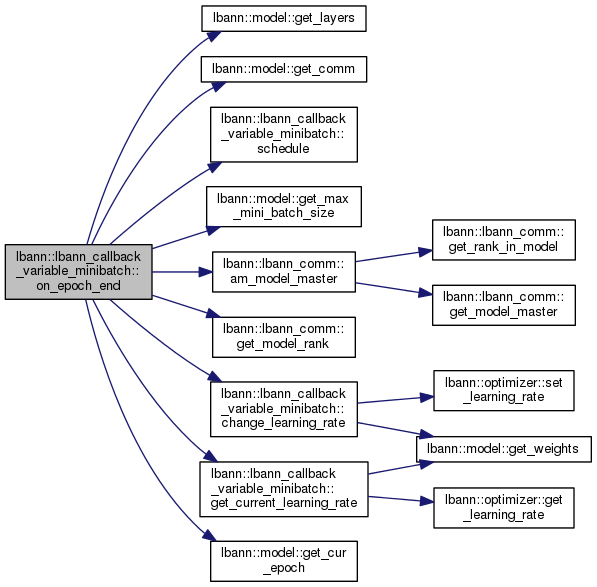 lbann::lbann_callback
_variable_minibatch::
on_epoch_end
lbann::model::get_layers
lbann::model::get_comm
lbann::lbann_callback
_variable_minibatch::
schedule
lbann::model::get_max
_mini_batch_size
lbann::lbann_comm::
am_model_master
lbann::lbann_comm::
get_rank_in_model
lbann::lbann_comm::
get_model_master
lbann::lbann_comm::
get_model_rank
lbann::lbann_callback
_variable_minibatch::
change_learning_rate
lbann::optimizer::set
_learning_rate
lbann::model::get_weights
lbann::lbann_callback
_variable_minibatch::
get_current_learning_rate
lbann::optimizer::get
_learning_rate
lbann::model::get_cur
_epoch